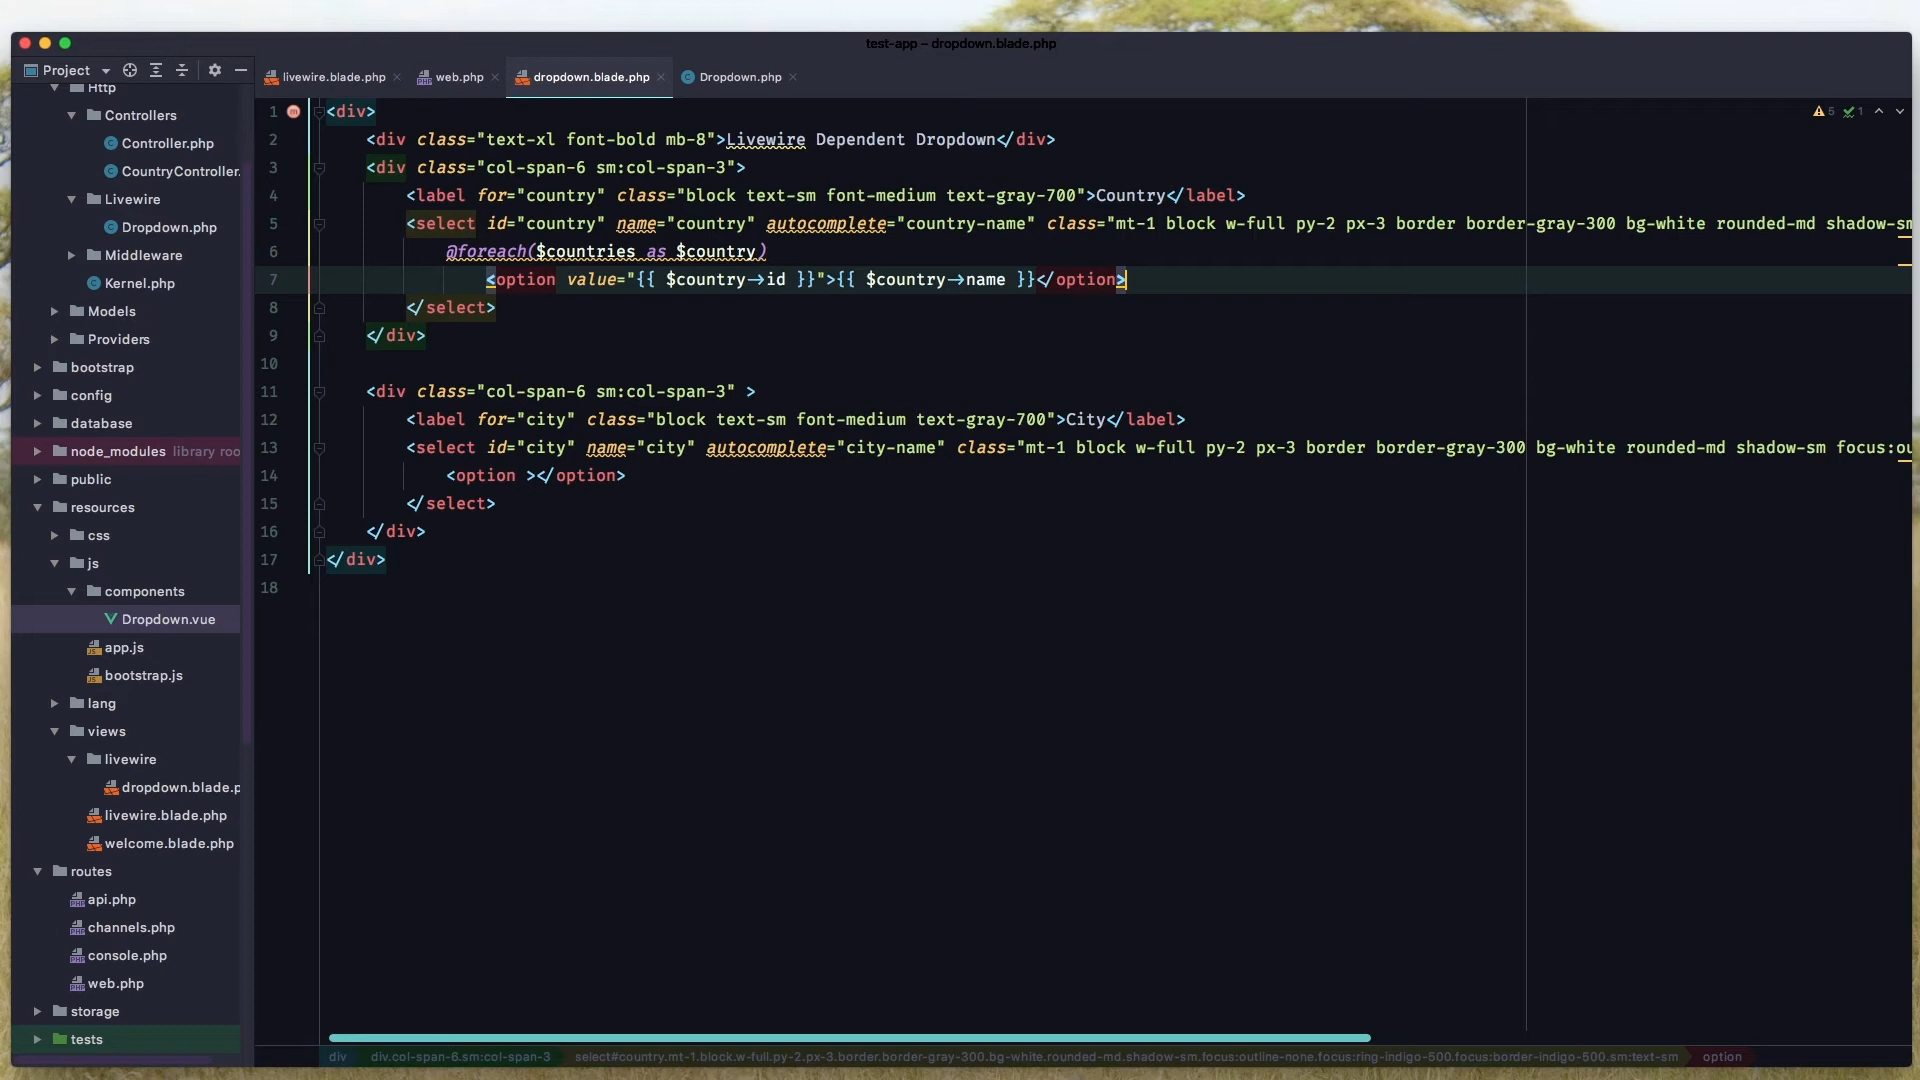 test-app – dropdown.blade.php
Project
livewire.blade.php
web.php
dropdown.blade.php
Dropdown.php
Http
Controllers
Controller.php
CountryController.
Livewire
Dropdown.php
Middleware
Kernel.php
Models
Providers
bootstrap
config
database
node_modules library roo
public
resources
css
js
components
Dropdown.vue
app.js
bootstrap.js
lang
views
livewire
dropdown.blade.p
livewire.blade.php
welcome.blade.php
routes
api.php
channels.php
console.php
web.php
storage
tests
5 1
1 <div>
2 <div class="text-xl font-bold mb-8">Livewire Dependent Dropdown</div>
3 <div class="col-span-6 sm:col-span-3">
4 <label for="country" class="block text-sm font-medium text-gray-700">Country</label>
5 <select id="country" name="country" autocomplete="country-name" class="mt-1 block w-full py-2 px-3 border border-gray-300 bg-white rounded-md shadow-sm
6 @foreach($countries as $country)
7 <option value="{{ $country->id }}">{{ $country->name }}</option>
8 </select>
9 </div>
10
11 <div class="col-span-6 sm:col-span-3" >
12 <label for="city" class="block text-sm font-medium text-gray-700">City</label>
13 <select id="city" name="city" autocomplete="city-name" class="mt-1 block w-full py-2 px-3 border border-gray-300 bg-white rounded-md shadow-sm focus:ou
14 <option ></option>
15 </select>
16 </div>
17 </div>
18
div div.col-span-6.sm:col-span-3 select#country.mt-1.block.w-full.py-2.px-3.border.border-gray-300.bg-white.rounded-md.shadow-sm.focus:outline-none.focus:ring-indigo-500.focus:border-indigo-500.sm:text-sm option